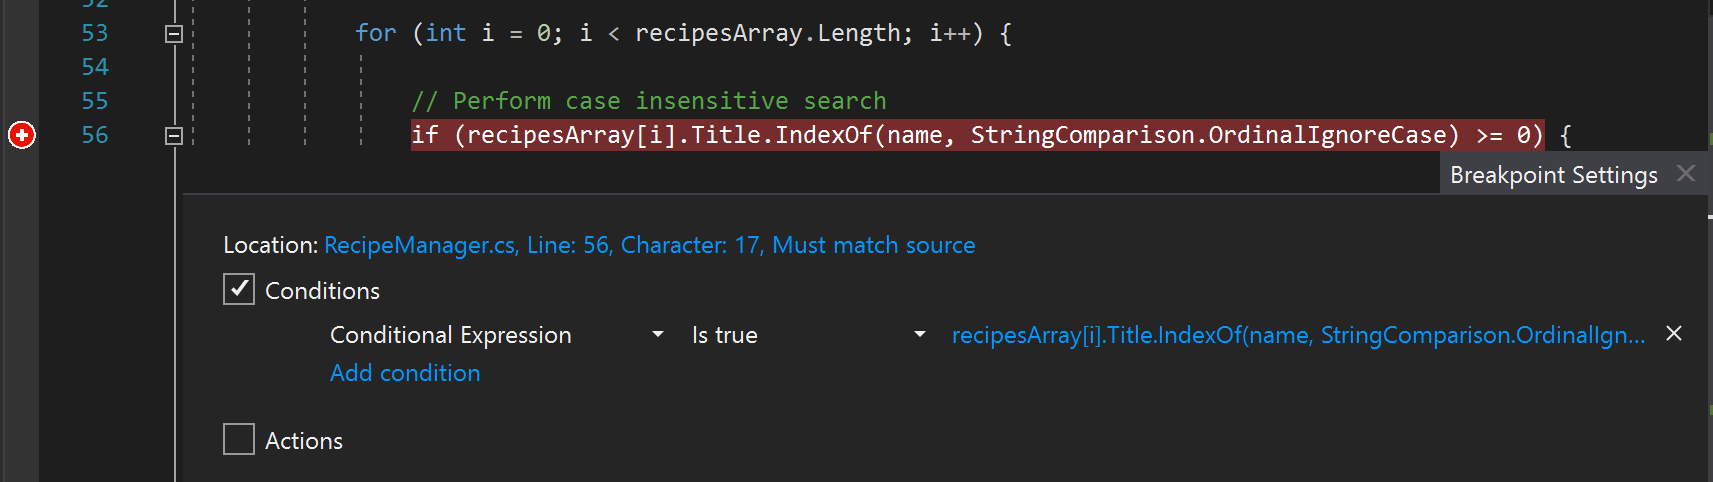 52
53 for (int i = 0; i < recipesArray.Length; i++) {
54
55 // Perform case insensitive search
56 if (recipesArray[i].Title.IndexOf(name, StringComparison.OrdinalIgnoreCase) >= 0) {
Breakpoint Settings
Location: RecipeManager.cs, Line: 56, Character: 17, Must match source
Conditions
Conditional Expression Is true recipesArray[i].Title.IndexOf(name, StringComparison.OrdinalIgn...
Add condition
Actions